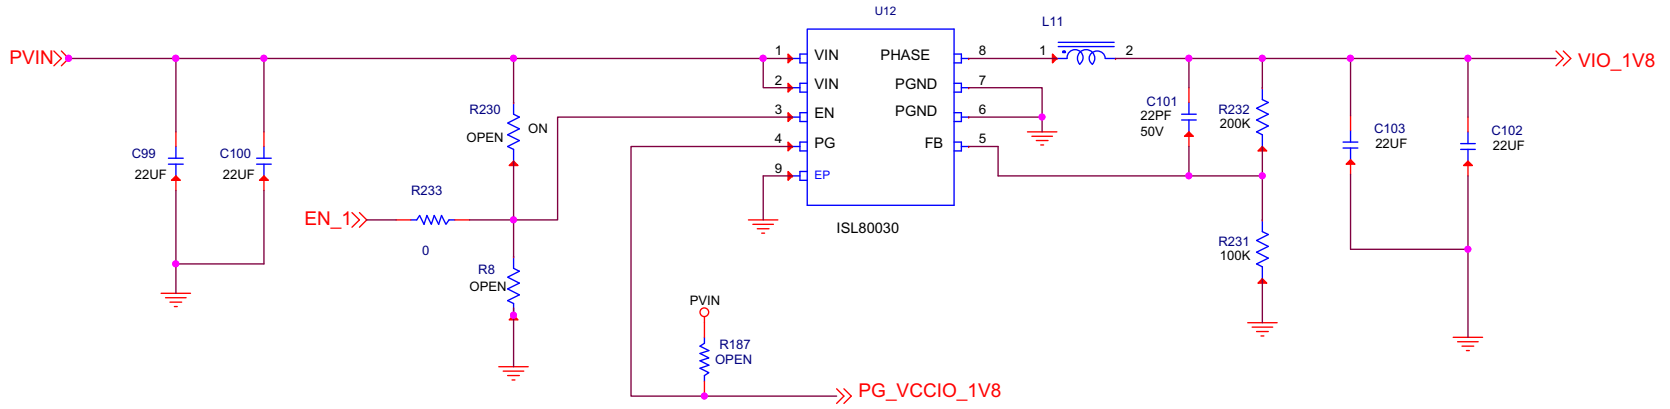 U12
L11
PVIN
1
VIN
PHASE
8
1
2
VIO_1V8
2
VIN
PGND
7
R230
OPEN
ON
3
EN
PGND
6
C101
22PF
50V
R232
200K
4
PG
FB
5
C103
22UF
C102
22UF
C99
22UF
C100
22UF
9
EP
R233
0
EN_1
ISL80030
R231
100K
R8
OPEN
PVIN
R187
OPEN
PG_VCCIO_1V8